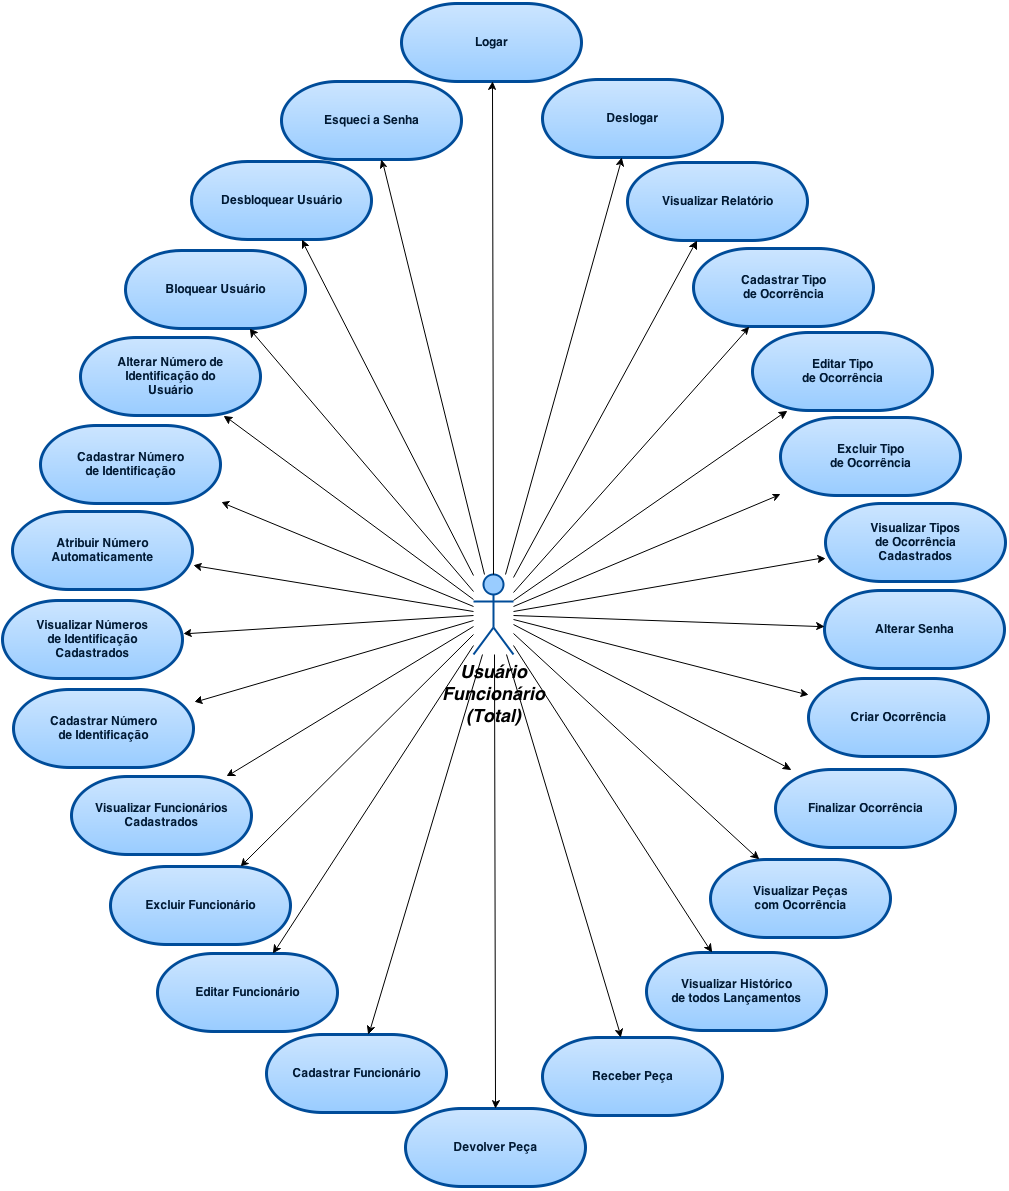 Logar
Deslogar
Esqueci a Senha
Desbloquear Usuário
Visualizar Relatório
Cadastrar Tipo
de Ocorrência
Bloquear Usuário
Editar Tipo
de Ocorrência
Alterar Número de
Identificação do
Usuário
Excluir Tipo
de Ocorrência
Cadastrar Número
de Identificação
Visualizar Tipos
de Ocorrência
Cadastrados
Atribuir Número
Automaticamente
Alterar Senha
Visualizar Números
de Identificação
Cadastrados
Usuário
Funcionário
(Total)
Criar Ocorrência
Cadastrar Número
de Identificação
Finalizar Ocorrência
Visualizar Funcionários
Cadastrados
Visualizar Peças
com Ocorrência
Excluir Funcionário
Visualizar Histórico
de todos Lançamentos
Editar Funcionário
Cadastrar Funcionário
Receber Peça
Devolver Peça